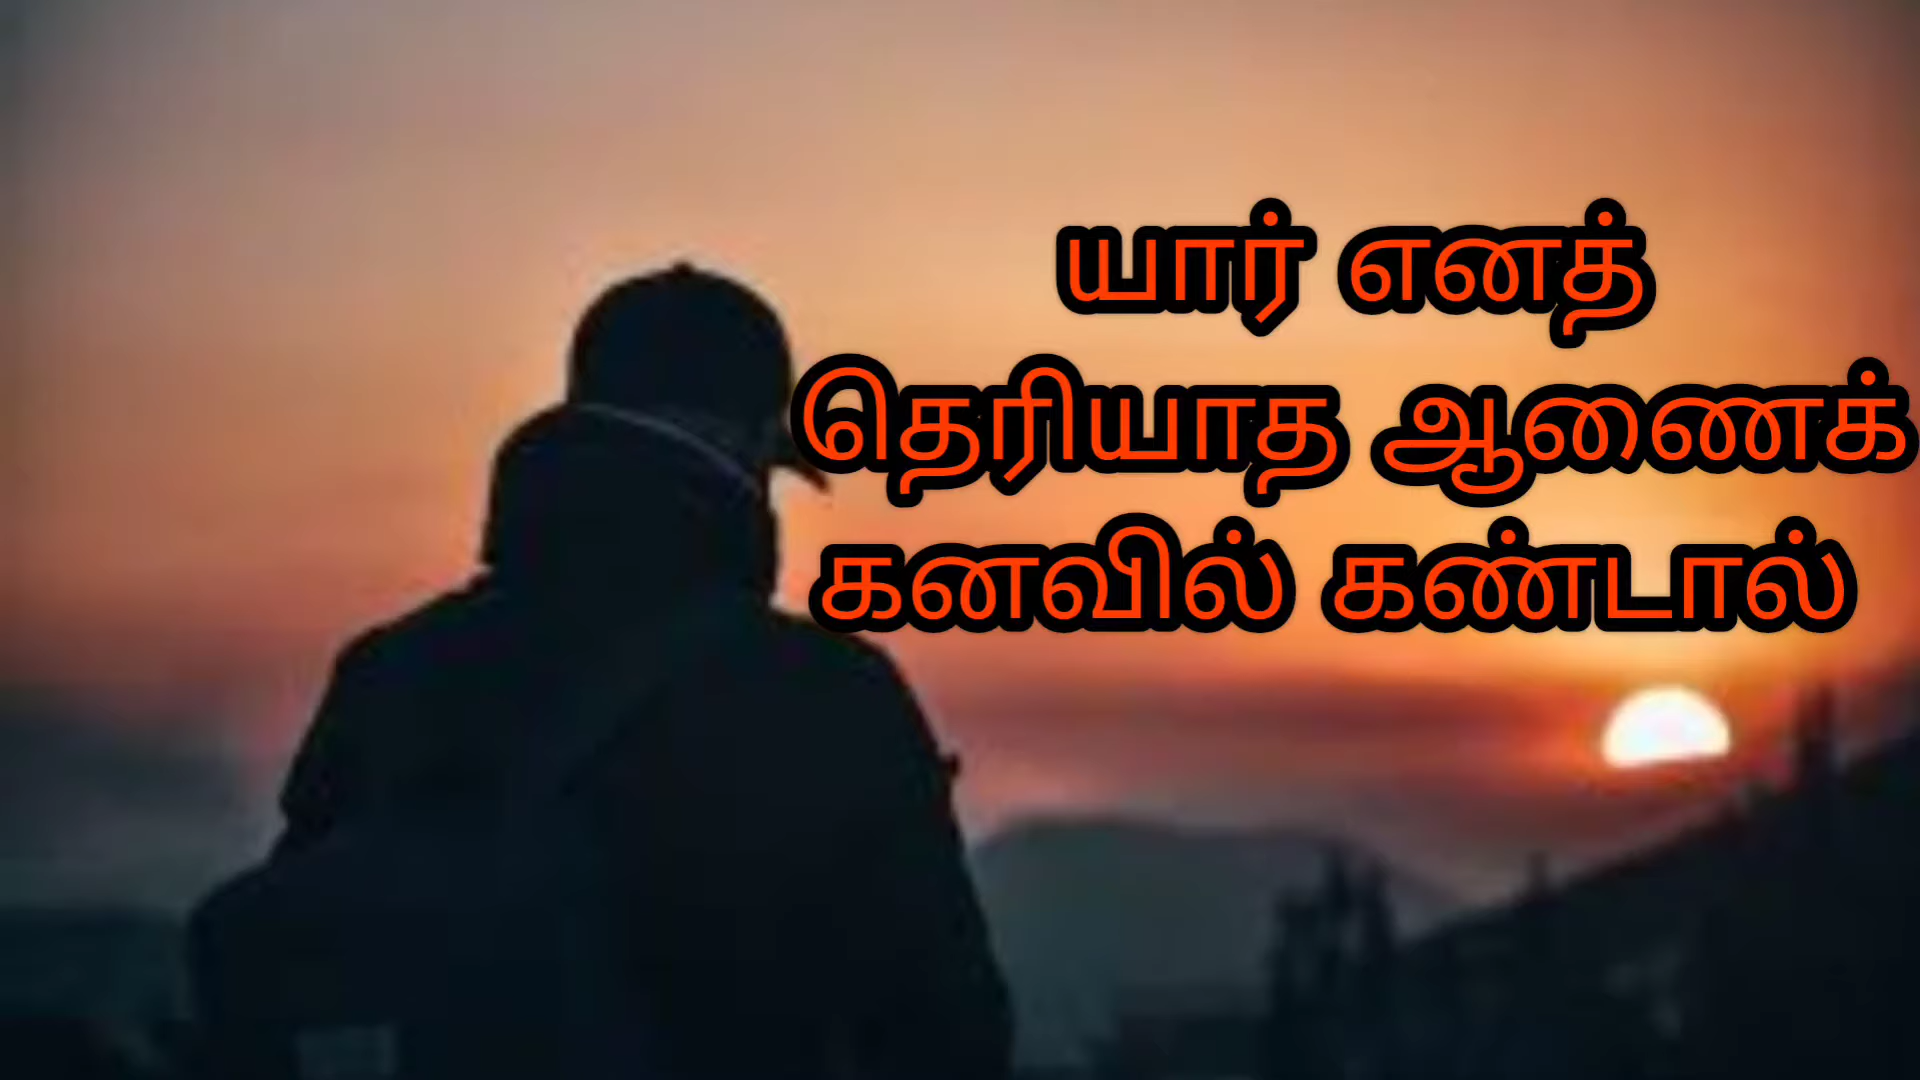 யார் எனத்
தெரியாத ஆணைக்
கனவில் கண்டால்